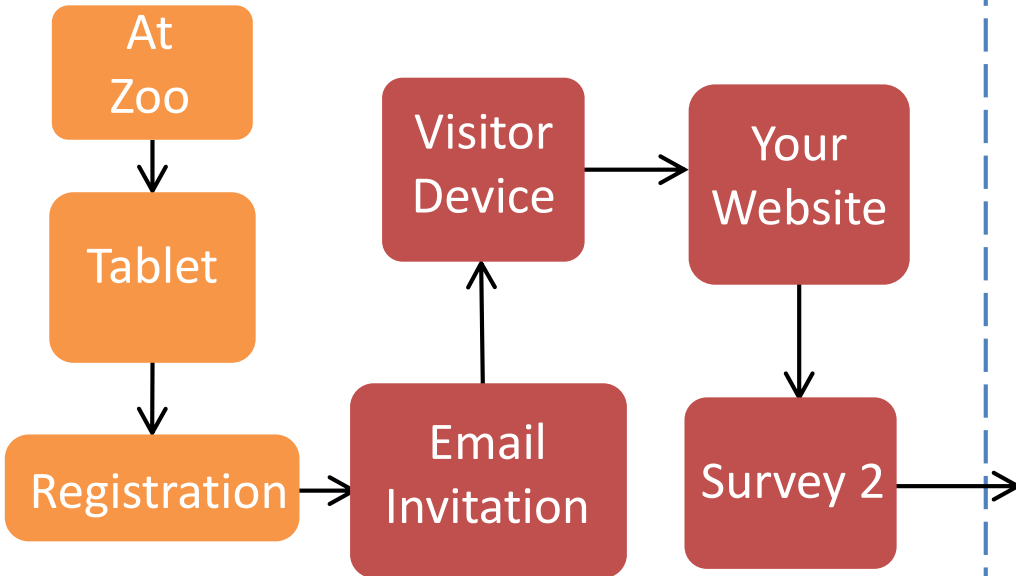 At
Zoo
Tablet
Registration
Email
Invitation
Visitor
Device
Your
Website
Survey 2